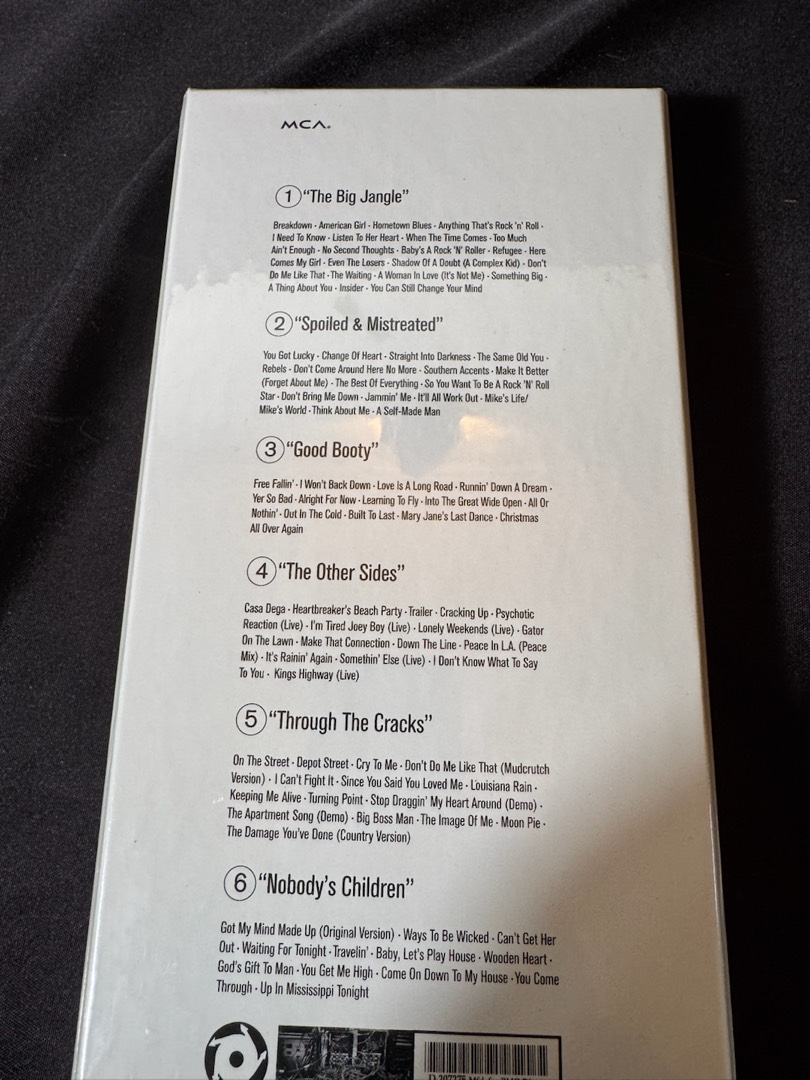 MCA.
1 "The Big Jangle"
Breakdown · American Girl · Hometown Blues · Anything That's Rock 'n' Roll ·
I Need To Know · Listen To Her Heart · When The Time Comes · Too Much
Ain't Enough · No Second Thoughts · Baby's A Rock 'N' Roller · Refugee · Here
Comes My Girl · Even The Losers · Shadow Of A Doubt (A Complex Kid) · Don't
Do Me Like That · The Waiting · A Woman In Love (It's Not Me) · Something Big ·
A Thing About You · Insider · You Can Still Change Your Mind
2 "Spoiled & Mistreated"
You Got Lucky · Change Of Heart · Straight Into Darkness · The Same Old You ·
Rebels · Don't Come Around Here No More · Southern Accents · Make It Better
(Forget About Me) · The Best Of Everything · So You Want To Be A Rock 'N' Roll
Star · Don't Bring Me Down · Jammin' Me · It'll All Work Out · Mike's Life/
Mike's World · Think About Me · A Self-Made Man
3 "Good Booty"
Free Fallin' · I Won't Back Down · Love Is A Long Road · Runnin' Down A Dream ·
Yer So Bad · Alright For Now · Learning To Fly · Into The Great Wide Open · All Or
Nothin' · Out In The Cold · Built To Last · Mary Jane's Last Dance · Christmas
All Over Again
4 "The Other Sides"
Casa Dega · Heartbreaker's Beach Party · Trailer · Cracking Up · Psychotic
Reaction (Live) · I'm Tired Joey Boy (Live) · Lonely Weekends (Live) · Gator
On The Lawn · Make That Connection · Down The Line · Peace In L.A. (Peace
Mix) · It's Rainin' Again · Somethin' Else (Live) · I Don't Know What To Say
To You · Kings Highway (Live)
5 "Through The Cracks"
On The Street · Depot Street · Cry To Me · Don't Do Me Like That (Mudcrutch
Version) · I Can't Fight It · Since You Said You Loved Me · Louisiana Rain ·
Keeping Me Alive · Turning Point · Stop Draggin' My Heart Around (Demo) ·
The Apartment Song (Demo) · Big Boss Man · The Image Of Me · Moon Pie ·
The Damage You've Done (Country Version)
6 "Nobody's Children"
Got My Mind Made Up (Original Version) · Ways To Be Wicked · Can't Get Her
Out · Waiting For Tonight · Travelin' · Baby, Let's Play House · Wooden Heart ·
God's Gift To Man · You Get Me High · Come On Down To My House · You Come
Through · Up In Mississippi Tonight